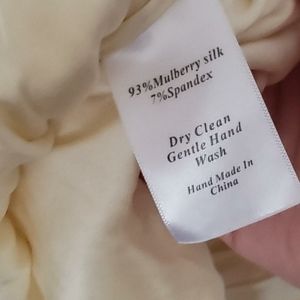 93%Mulberry silk
7%Spandex
Dry Clean
Gentle Hand
Wash
Hand Made In
China